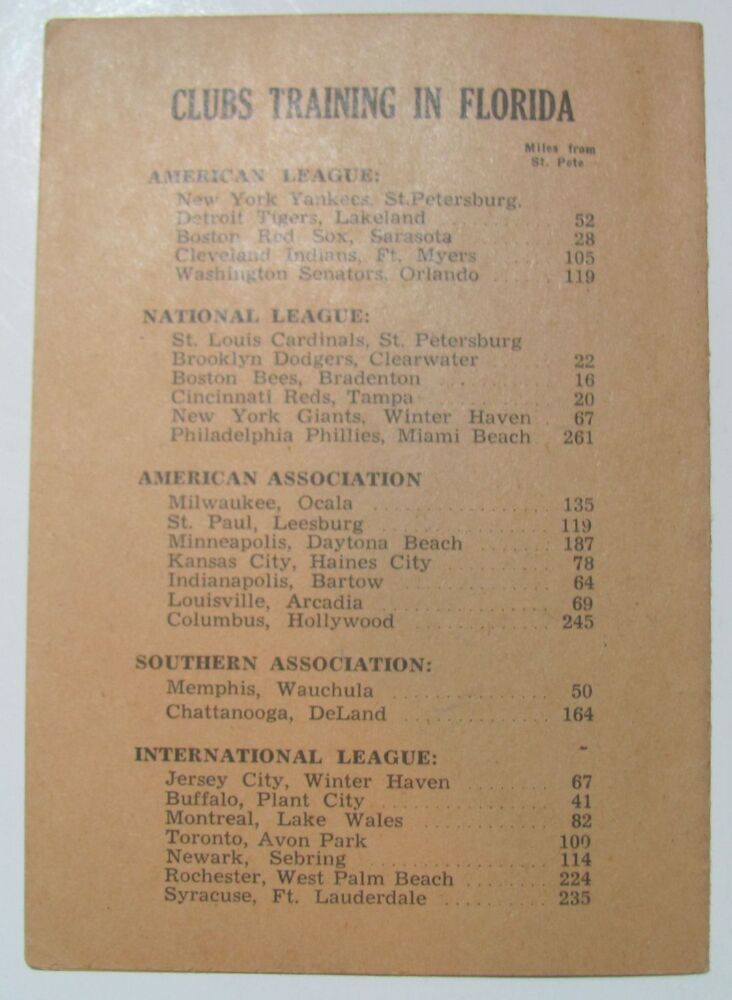 CLUBS TRAINING IN FLORIDA
Miles from
St. Pete
AMERICAN LEAGUE:
New York Yankees, St.Petersburg.
Detroit Tigers, Lakeland ........ 52
Boston Red Sox, Sarasota ........ 28
Cleveland Indians, Ft. Myers ........ 105
Washington Senators, Orlando ...... 119
NATIONAL LEAGUE:
St. Louis Cardinals, St. Petersburg
Brooklyn Dodgers, Clearwater ...... 22
Boston Bees, Bradenton ........ 16
Cincinnati Reds, Tampa ........ 20
New York Giants, Winter Haven . 67
Philadelphia Phillies, Miami Beach . 261
AMERICAN ASSOCIATION
Milwaukee, Ocala ................ 135
St. Paul, Leesburg ............... 119
Minneapolis, Daytona Beach ....... 187
Kansas City, Haines City ......... 78
Indianapolis, Bartow ............. 64
Louisville, Arcadia ............... 69
Columbus, Hollywood ............ 245
SOUTHERN ASSOCIATION:
Memphis, Wauchula .............. 50
Chattanooga, DeLand ............. 164
INTERNATIONAL LEAGUE:
Jersey City, Winter Haven ........ 67
Buffalo, Plant City ............... 41
Montreal, Lake Wales ............ 82
Toronto, Avon Park 100
Newark, Sebring ................. 114
Rochester, West Palm Beach ........ 224
Syracuse, Ft. Lauderdale .......... 235